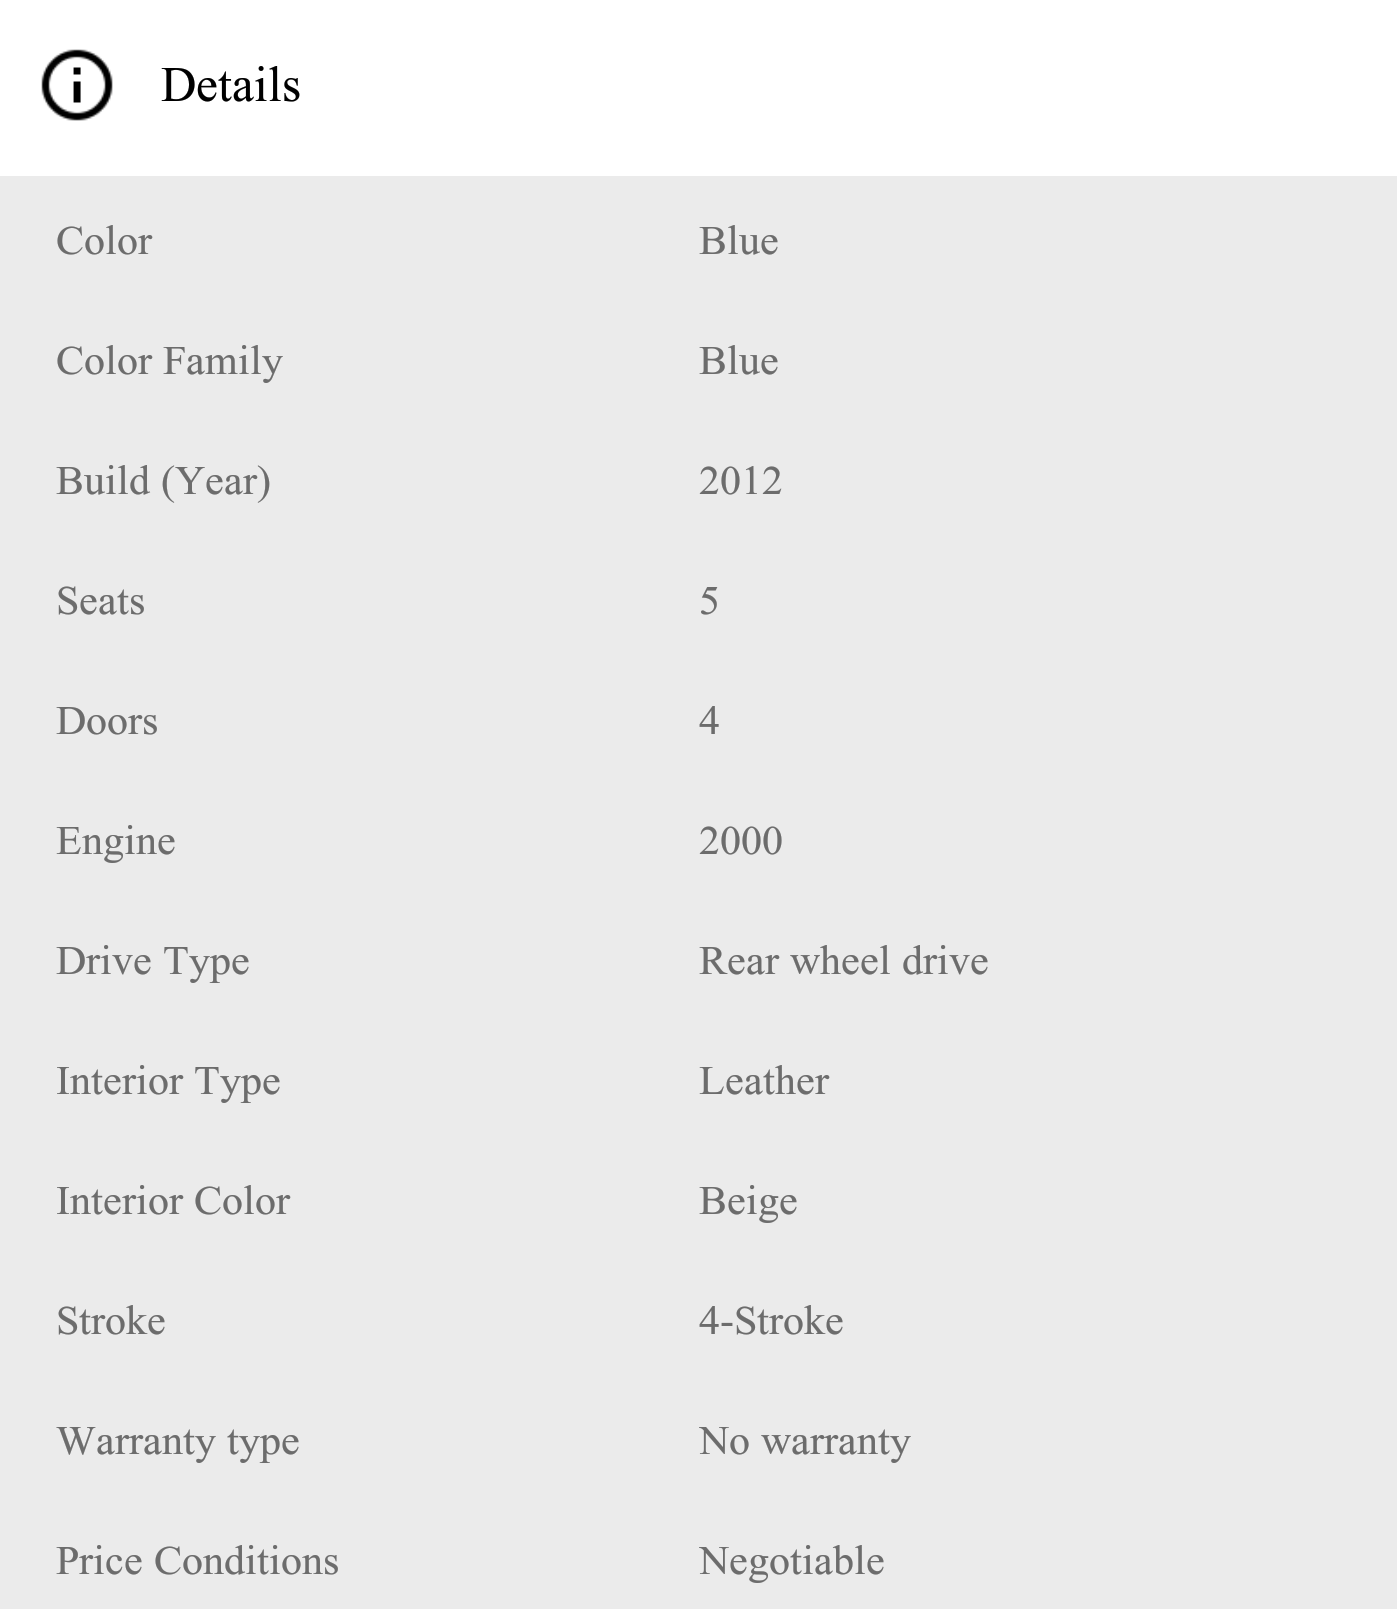 Details
Color Blue
Color Family Blue
Build (Year) 2012
Seats 5
Doors 4
Engine 2000
Drive Type Rear wheel drive
Interior Type Leather
Interior Color Beige
Stroke 4-Stroke
Warranty type No warranty
Price Conditions Negotiable